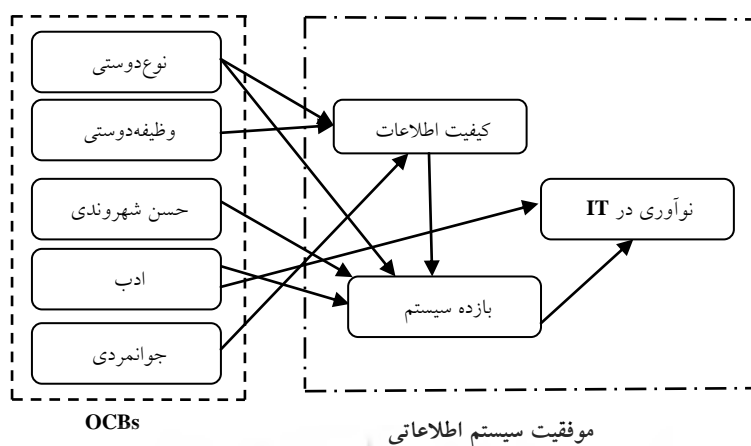 نوع‌دوستی
وظیفه‌دوستی
حسن شهروندی
ادب
جوانمردی
OCBs
کیفیت اطلاعات
بازده سیستم
نوآوری در IT
موفقیت سیستم اطلاعاتی